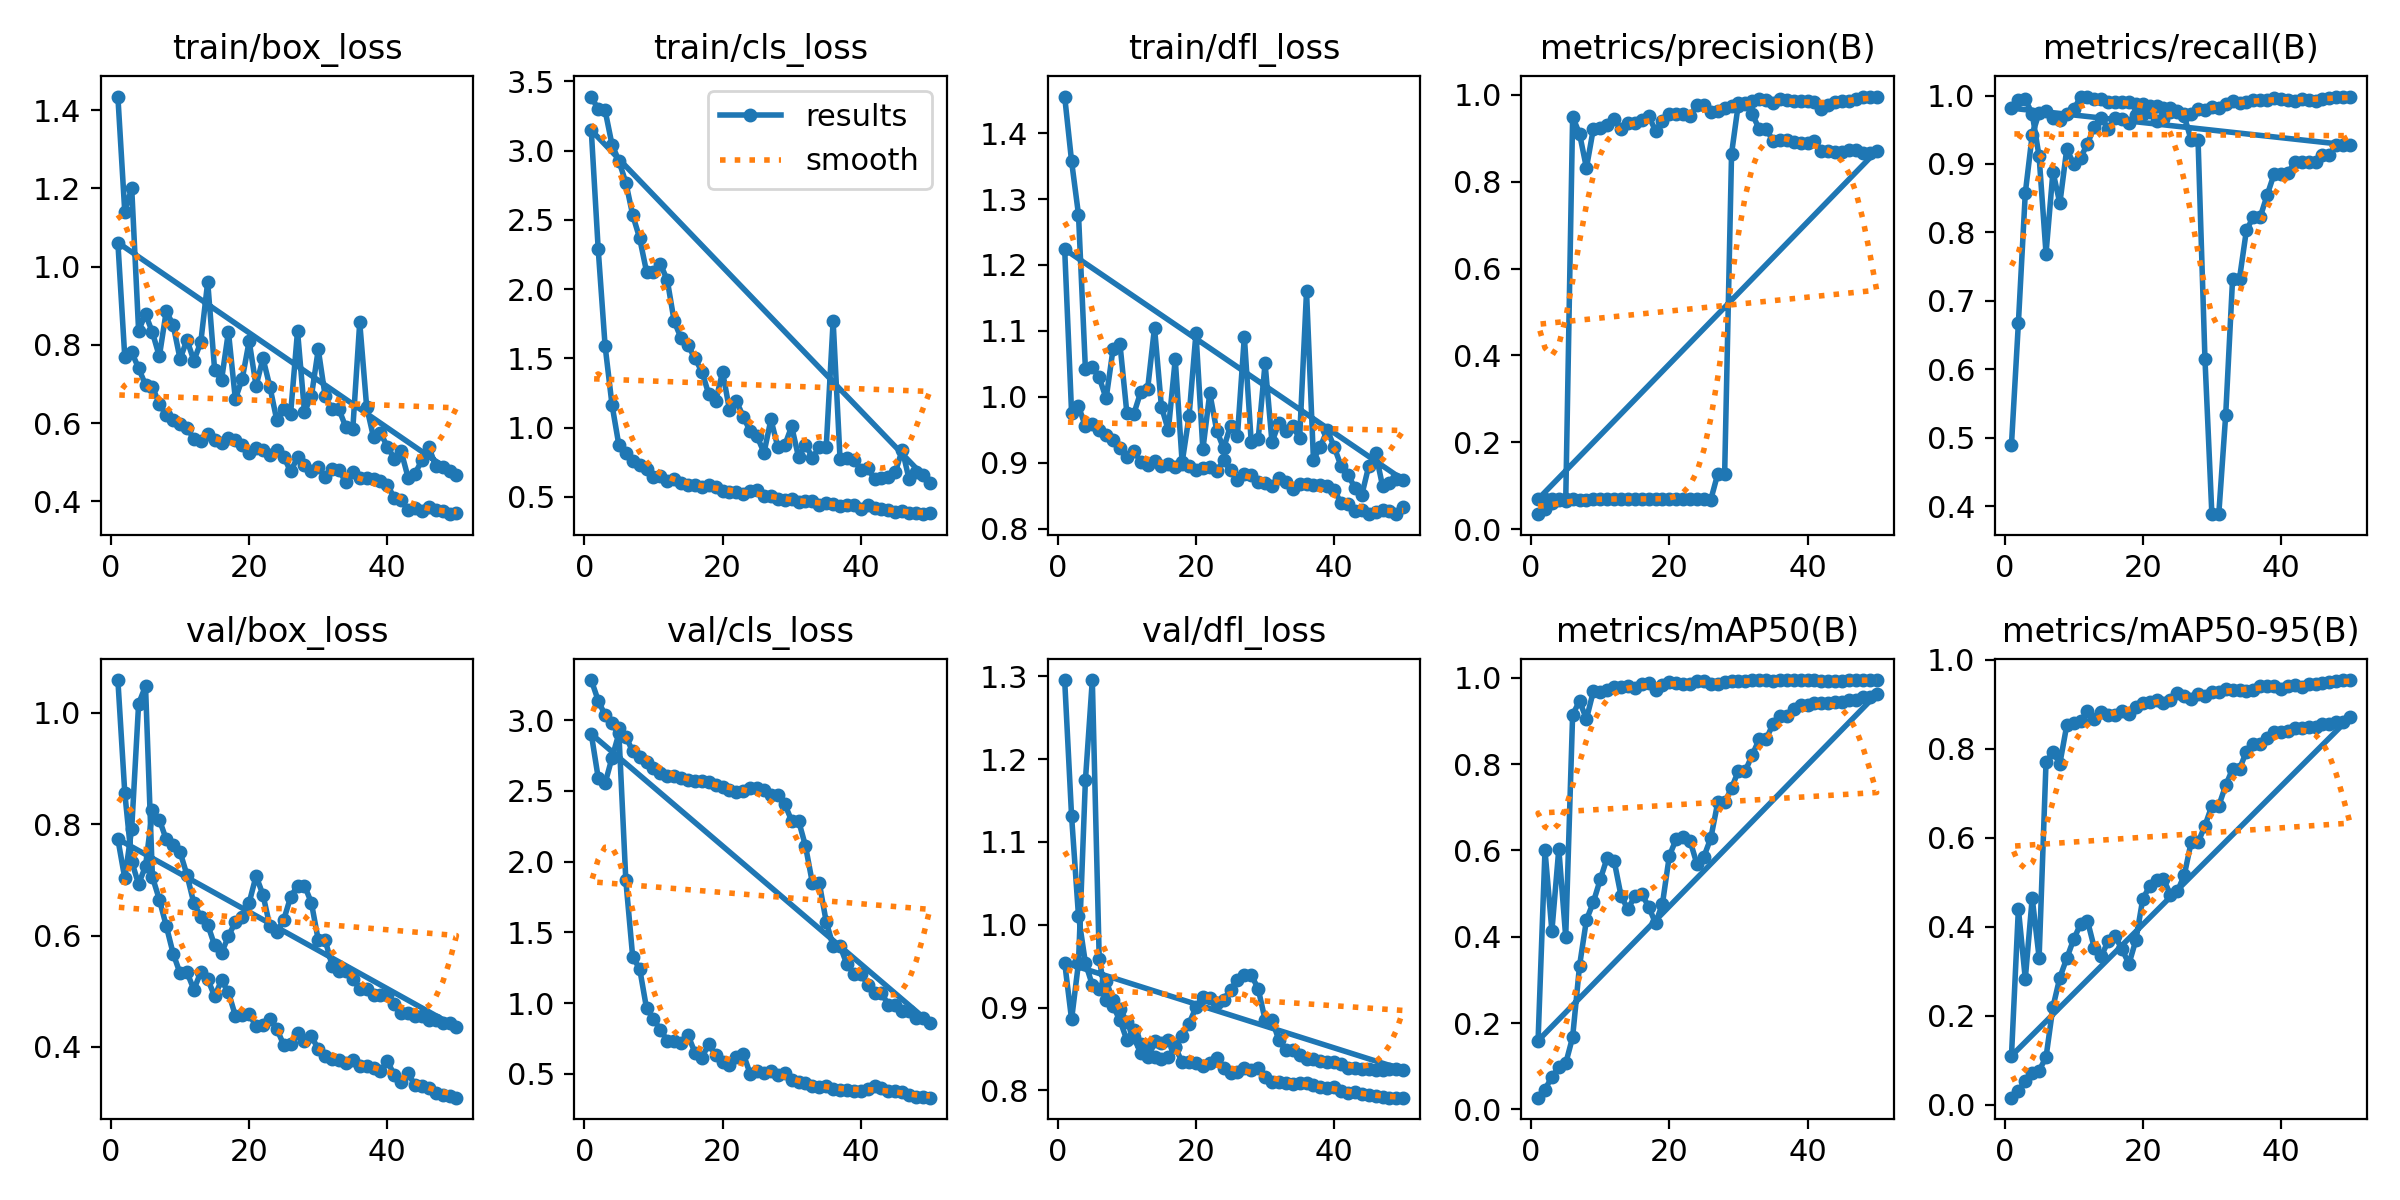 train/box_loss
train/cls_loss
train/dfl_loss
metrics/precision(B)
metrics/recall(B)
results
smooth
1.4
1.2
1.0
0.8
0.6
0.4
0 20 40
3.5
3.0
2.5
2.0
1.5
1.0
0.5
0 20 40
1.4
1.3
1.2
1.1
1.0
0.9
0.8
0 20 40
1.0
0.8
0.6
0.4
0.2
0.0
0 20 40
1.0
0.9
0.8
0.7
0.6
0.5
0.4
0 20 40
val/box_loss
val/cls_loss
val/dfl_loss
metrics/mAP50(B)
metrics/mAP50-95(B)
1.0
0.8
0.6
0.4
0 20 40
3.0
2.5
2.0
1.5
1.0
0.5
0 20 40
1.3
1.2
1.1
1.0
0.9
0.8
0 20 40
1.0
0.8
0.6
0.4
0.2
0.0
0 20 40
1.0
0.8
0.6
0.4
0.2
0.0
0 20 40